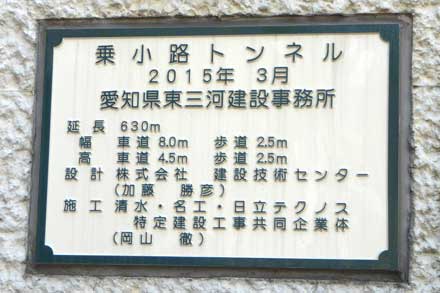 乗小路トンネル
2015年 3月
愛知県東三河建設事務所
延長 630m
幅 車道 8.0m 歩道 2.5m
高 車道 4.5m 歩道 2.5m
設計 株式会社 建設技術センター
(加藤 勝彦)
施工 清水・名工・日立テクノス
特定建設工事共同企業体
(岡山 徹)